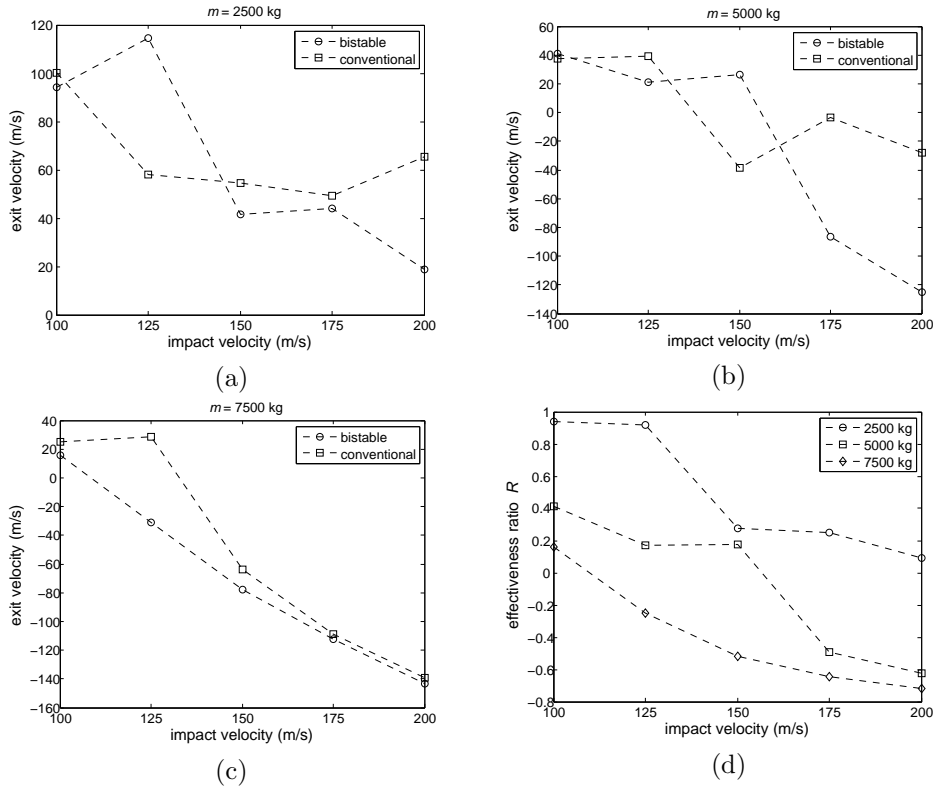 m = 2500 kg
120
100
80
60
40
20
0
exit velocity (m/s)
bistable
conventional
100
125
150
175
200
impact velocity (m/s)
(a)
m = 5000 kg
60
40
20
0
−20
−40
−60
−80
−100
−120
−140
exit velocity (m/s)
bistable
conventional
100
125
150
175
200
impact velocity (m/s)
(b)
m = 7500 kg
40
20
0
−20
−40
−60
−80
−100
−120
−140
−160
exit velocity (m/s)
bistable
conventional
100
125
150
175
200
impact velocity (m/s)
(c)
1
0.8
0.6
0.4
0.2
0
−0.2
−0.4
−0.6
−0.8
effectiveness ratio R
2500 kg
5000 kg
7500 kg
100
125
150
175
200
impact velocity (m/s)
(d)